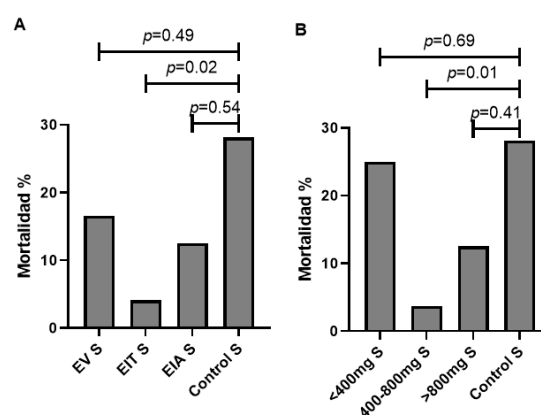 A
p=0.49
p=0.02
p=0.54
Mortalidad %
30
20
10
0
EV S
EIT S
EIA S
Control S
B
p=0.69
p=0.01
p=0.41
Mortalidad %
30
20
10
0
<400mg S
400-800mg S
>800mg S
Control S